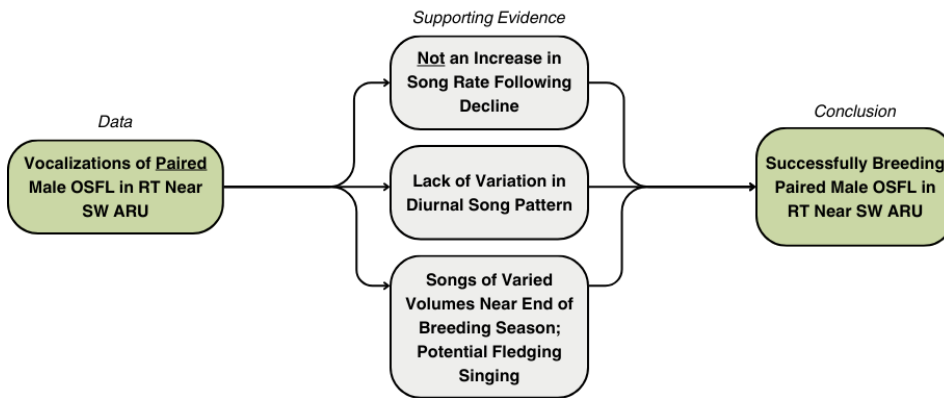 Supporting Evidence
Not an Increase in
Song Rate Following
Decline
Data
Conclusion
Vocalizations of Paired
Male OSFL in RT Near
SW ARU
Lack of Variation in
Diurnal Song Pattern
Successfully Breeding
Paired Male OSFL in
RT Near SW ARU
Songs of Varied
Volumes Near End of
Breeding Season;
Potential Fledging
Singing